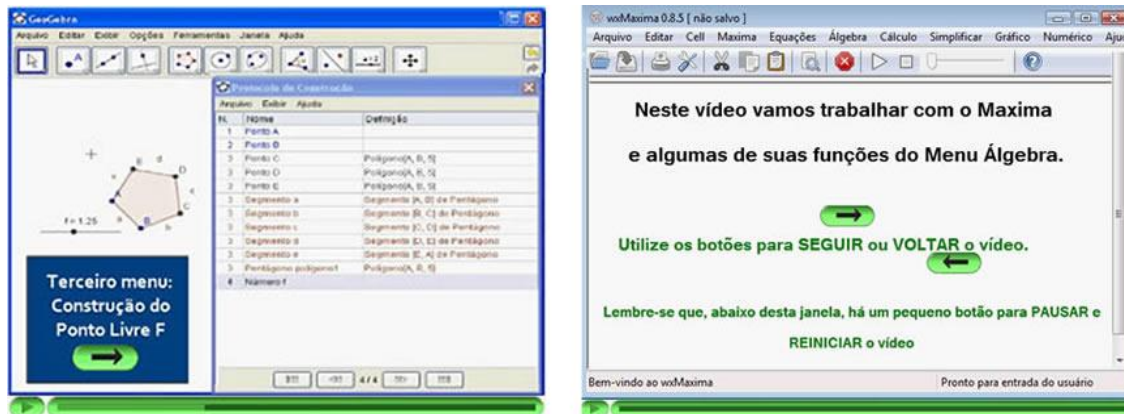 GeoGebra
Arquivo Editar Exibir Opções Ferramentas Janela Ajuda
Protocolo de Construção
Arquivo Exibir Ajuda
N. Nome Definição
1 Ponto A
2 Ponto B
3 Ponto C Polígono[A, B, 5]
3 Ponto D Polígono[A, B, 5]
3 Ponto E Polígono[A, B, 5]
3 Segmento a Segmento [A, B] de Pentágono
3 Segmento b Segmento [B, C] de Pentágono
3 Segmento c Segmento [C, D] de Pentágono
3 Segmento d Segmento [D, E] de Pentágono
3 Segmento e Segmento [E, A] de Pentágono
3 Pentágono polígono1 Polígono[A, B, 5]
4 Número f
4/4
E d D
A B C
f = 1.25
Terceiro menu:
Construção do
Ponto Livre F
wxMaxima 0.8.5 [ não salvo ]
Arquivo Editar Cell Maxima Equações Álgebra Cálculo Simplificar Gráfico Numérico Aju
Neste vídeo vamos trabalhar com o Maxima
e algumas de suas funções do Menu Álgebra.
Utilize os botões para SEGUIR ou VOLTAR o vídeo.
Lembre-se que, abaixo desta janela, há um pequeno botão para PAUSAR e
REINICIAR o vídeo
Bem-vindo ao wxMaxima
Pronto para entrada do usuário